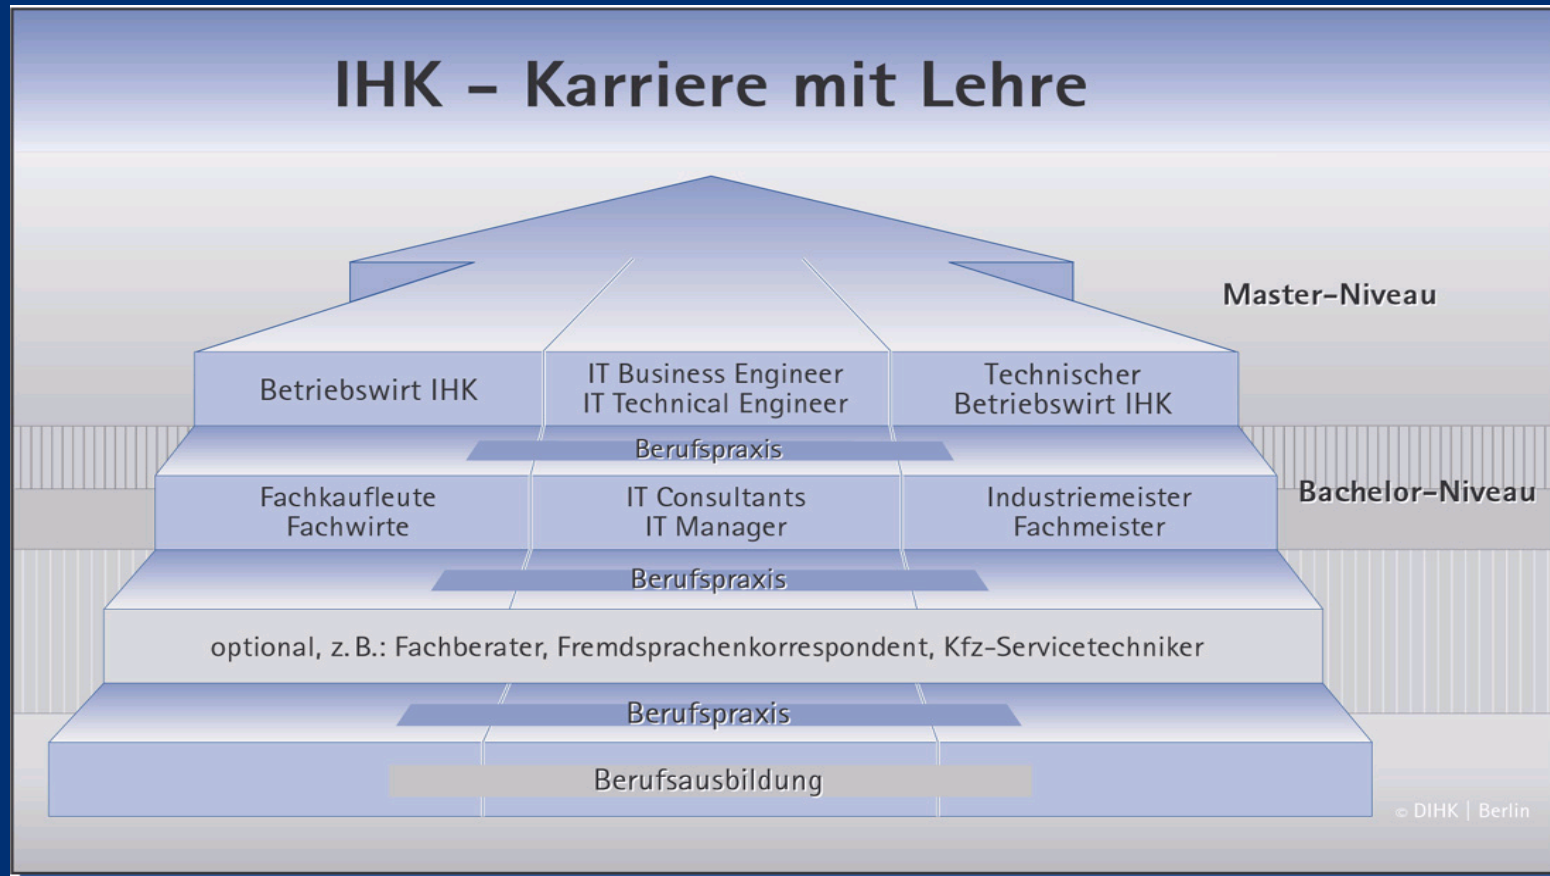 IHK – Karriere mit Lehre
Master-Niveau
Betriebswirt IHK
IT Business Engineer
IT Technical Engineer
Technischer
Betriebswirt IHK
Berufspraxis
Fachkaufleute
Fachwirte
IT Consultants
IT Manager
Industriemeister
Fachmeister
Bachelor-Niveau
Berufspraxis
optional, z. B.: Fachberater, Fremdsprachenkorrespondent, Kfz-Servicetechniker
Berufspraxis
Berufsausbildung
© DIHK | Berlin